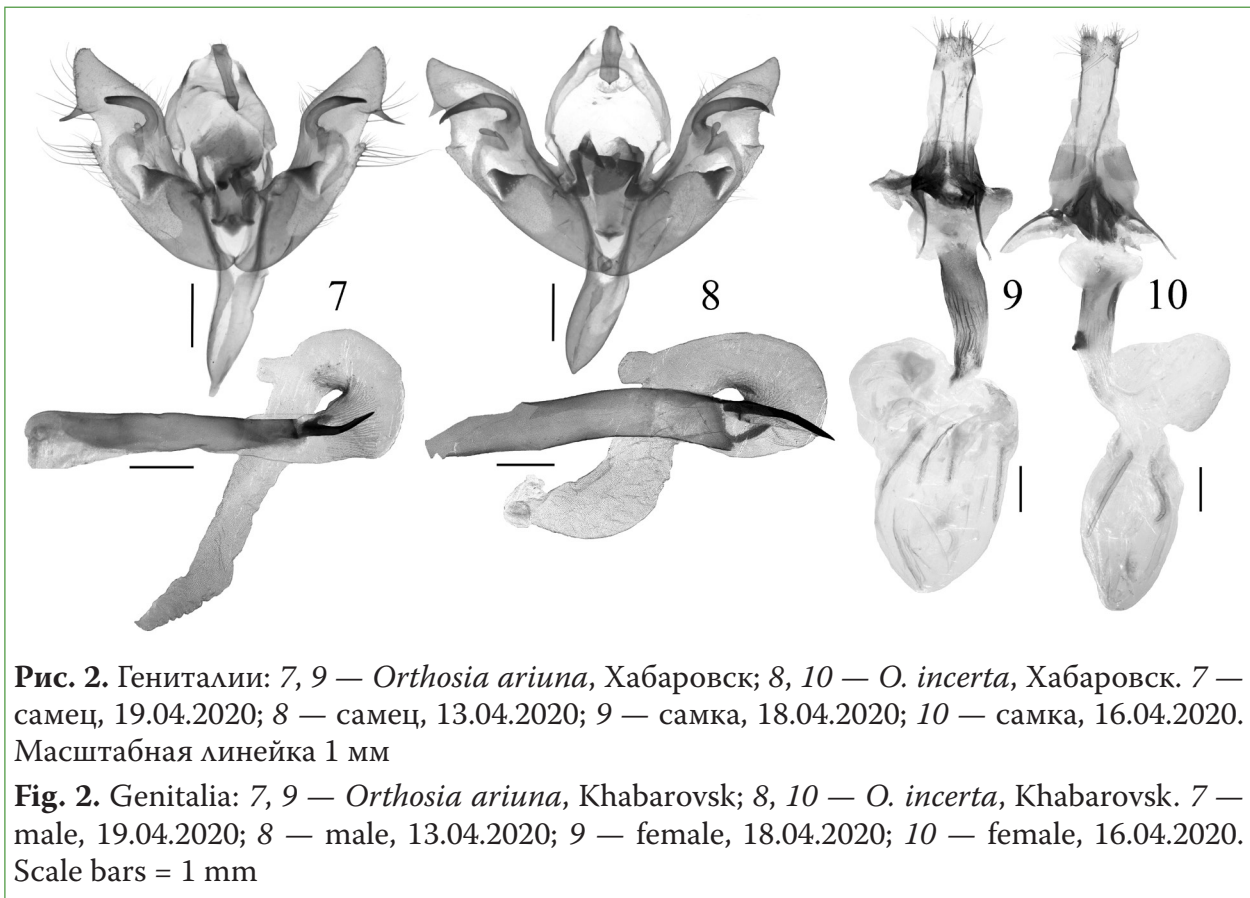 7
8
9
10
Рис. 2. Гениталии: 7, 9 — Orthosia ariuna, Хабаровск; 8, 10 — O. incerta, Хабаровск. 7 —
самец, 19.04.2020; 8 — самец, 13.04.2020; 9 — самка, 18.04.2020; 10 — самка, 16.04.2020.
Масштабная линейка 1 мм
Fig. 2. Genitalia: 7, 9 — Orthosia ariuna, Khabarovsk; 8, 10 — O. incerta, Khabarovsk. 7 —
male, 19.04.2020; 8 — male, 13.04.2020; 9 — female, 18.04.2020; 10 — female, 16.04.2020.
Scale bars = 1 mm